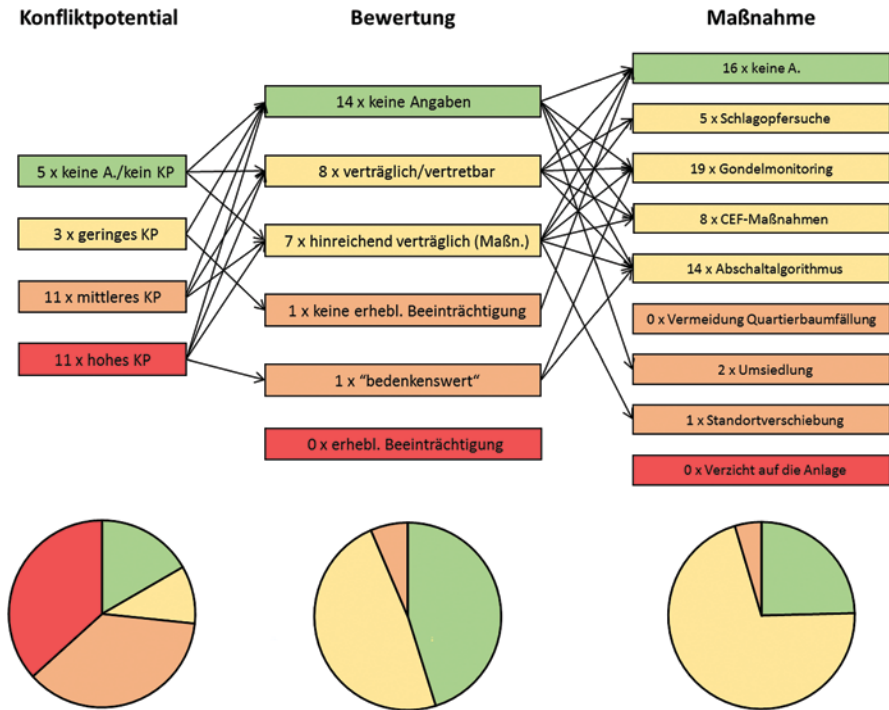 Konfliktpotential
5 x keine A./kein KP
3 x geringes KP
11 x mittleres KP
11 x hohes KP
Bewertung
14 x keine Angaben
8 x verträglich/vertretbar
7 x hinreichend verträglich (Maßn.)
1 x keine erhebl. Beeinträchtigung
1 x "bedenkenswert"
0 x erhebl. Beeinträchtigung
Maßnahme
16 x keine A.
5 x Schlagopfersuche
19 x Gondelmonitoring
8 x CEF-Maßnahmen
14 x Abschaltalgorithmus
0 x Vermeidung Quartierbaumfällung
2 x Umsiedlung
1 x Standortverschiebung
0 x Verzicht auf die Anlage